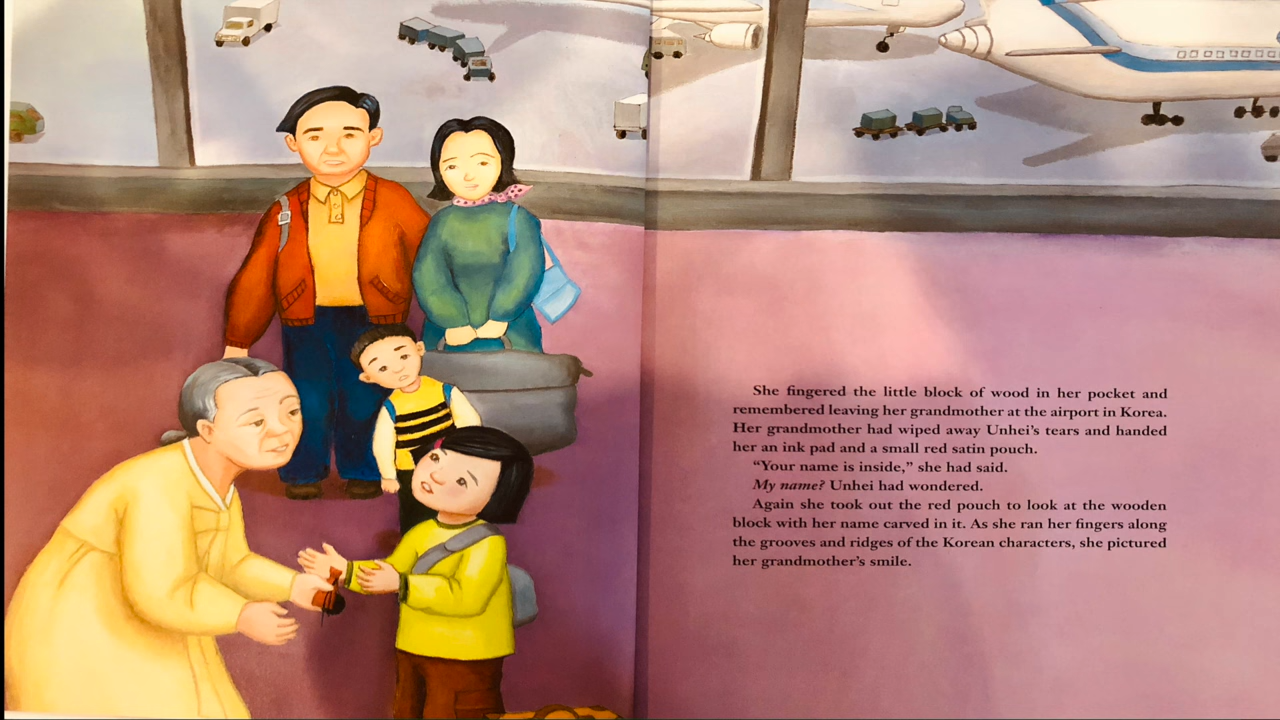 She fingered the little block of wood in her pocket and
remembered leaving her grandmother at the airport in Korea.
Her grandmother had wiped away Unhei’s tears and handed
her an ink pad and a small red satin pouch.
“Your name is inside,” she had said.
My name? Unhei had wondered.
Again she took out the red pouch to look at the wooden
block with her name carved in it. As she ran her fingers along
the grooves and ridges of the Korean characters, she pictured
her grandmother’s smile.